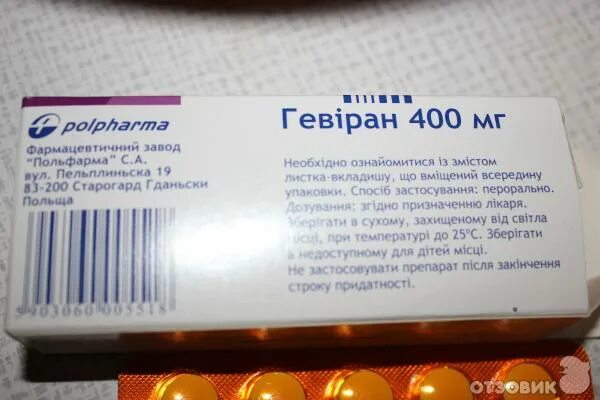 polpharma
Фармацевтичний завод
"Польфарма" С.А.
вул. Пельплиньска 19
83-200 Старогард Гданьски
Польща
5903060005518
Гевіран 400 мг
Необхідно ознайомитися із змістом
листка-вкладишу, що вміщений всередину
упаковки. Спосіб застосування: перорально.
Дозування: згідно призначенню лікаря.
Зберігати в сухому, захищеному від світла
місці, при температурі до 25°С. Зберігати
в недоступному для дітей місці.
Не застосовувати препарат після закінчення
строку придатності.
ОТЗОВИК